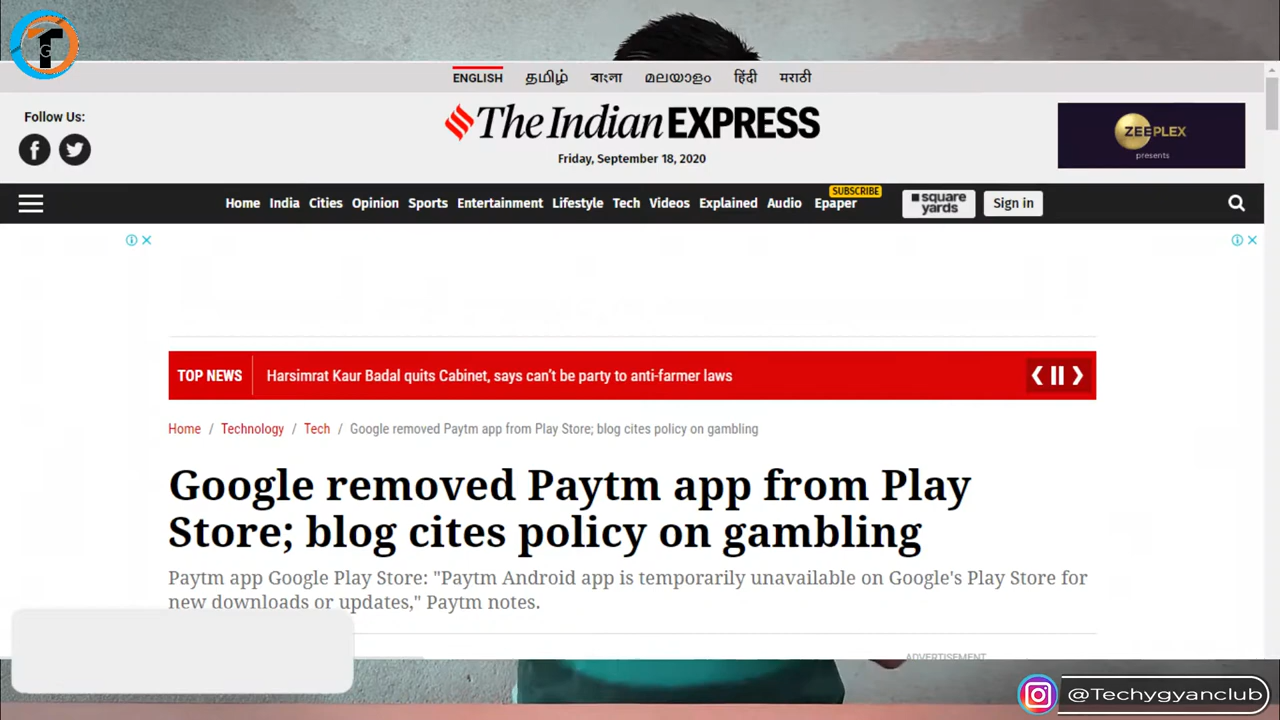 TG
ENGLISH தமிழ் বাংলা മലയാളം हिंदी मराठी
Follow Us:
The Indian EXPRESS
Friday, September 18, 2020
ZEEPLEX
presents
SUBSCRIBE
Home India Cities Opinion Sports Entertainment Lifestyle Tech Videos Explained Audio Epaper square yards Sign in
TOP NEWS Harsimrat Kaur Badal quits Cabinet, says can't be party to anti-farmer laws
Home / Technology / Tech / Google removed Paytm app from Play Store; blog cites policy on gambling
Google removed Paytm app from Play
Store; blog cites policy on gambling
Paytm app Google Play Store: "Paytm Android app is temporarily unavailable on Google's Play Store for
new downloads or updates," Paytm notes.
ADVERTISEMENT
@Techygyanclub